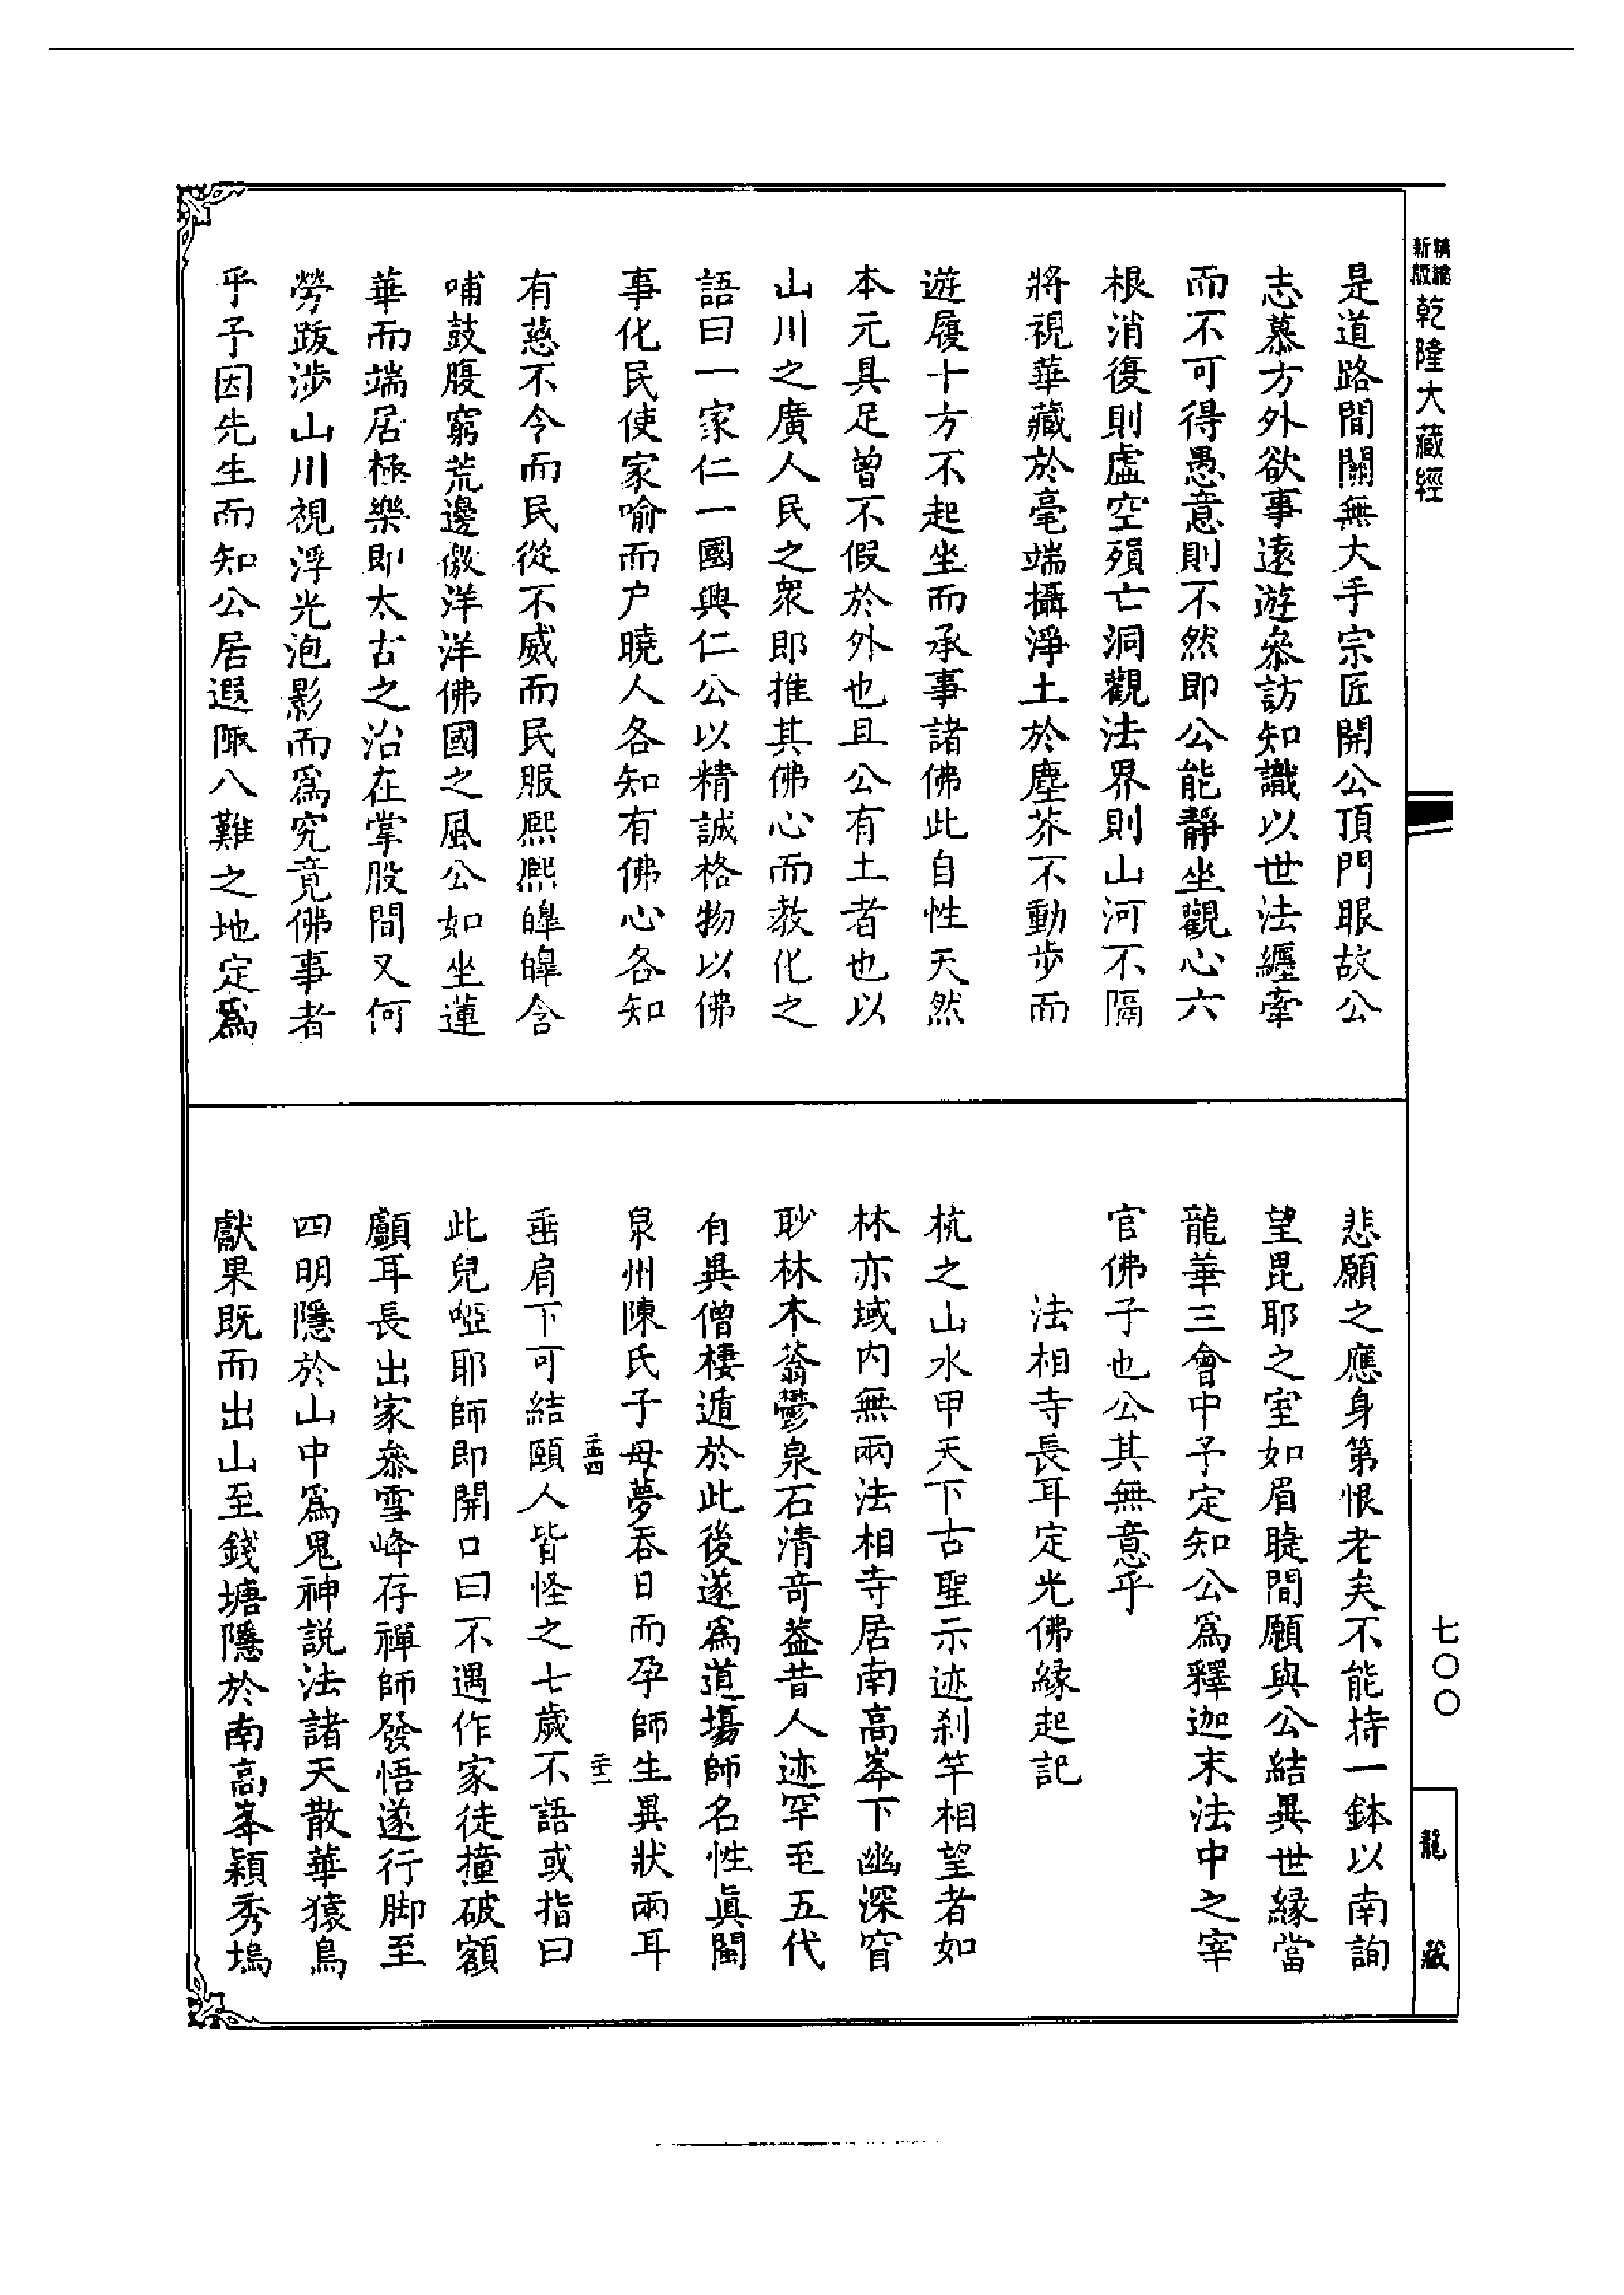 精縮新版乾隆大藏經
是道路間關無大手宗匠開公頂門眼故公
志慕方外欲事遠遊叅訪知識以世法纏牽
而不可得愚意則不然即公能靜坐觀心六
根消復則虛空殞亡洞觀法界則山河不隔
將視華藏於毫端攝淨土於塵芥不動步而
遊履十方不起坐而承事諸佛此自性天然
本元具足曾不假於外也且公有土者也以
山川之廣人民之衆即推其佛心而教化之
語曰一家仁一國興仁公以精誠格物以佛
事化民使家喻而户曉人各知有佛心各知
有慈不令而民從不威而民服熈熈皥皥含
哺鼓腹窮荒邊徼洋洋佛國之風公如坐蓮
華而端居極樂即太古之治在掌股間又何
勞跋涉山川視浮光泡影而為究竟佛事者
乎予因先生而知公居遐陬八難之地定為
悲願之應身第恨老矣不能持一鉢以南詢
望毘耶之室如眉睫間願與公結異世緣當
龍華三會中予定知公為釋迦末法中之宰
官佛子也公其無意乎
法相寺長耳定光佛緣起記
杭之山水甲天下古聖示迹刹竿相望者如
林亦域内無兩法相寺居南高峯下幽深窅
眇林木蓊鬱泉石清奇葢昔人迹罕至五代
有異僧棲遁於此後遂為道塲師名性眞閩
泉州陳氏子母夢吞日而孕師生異狀兩耳
垂肩下可結頤人皆怪之七歲不語或指曰
此兒啞耶師即開口曰不遇作家徒撞破額
顱耳長出家叅雪峰存禪師發悟遂行脚至
四明隱於山中為鬼神説法諸天散華猿鳥
獻果既而出山至錢塘隱於南高峯穎秀塢
七〇〇
龍藏